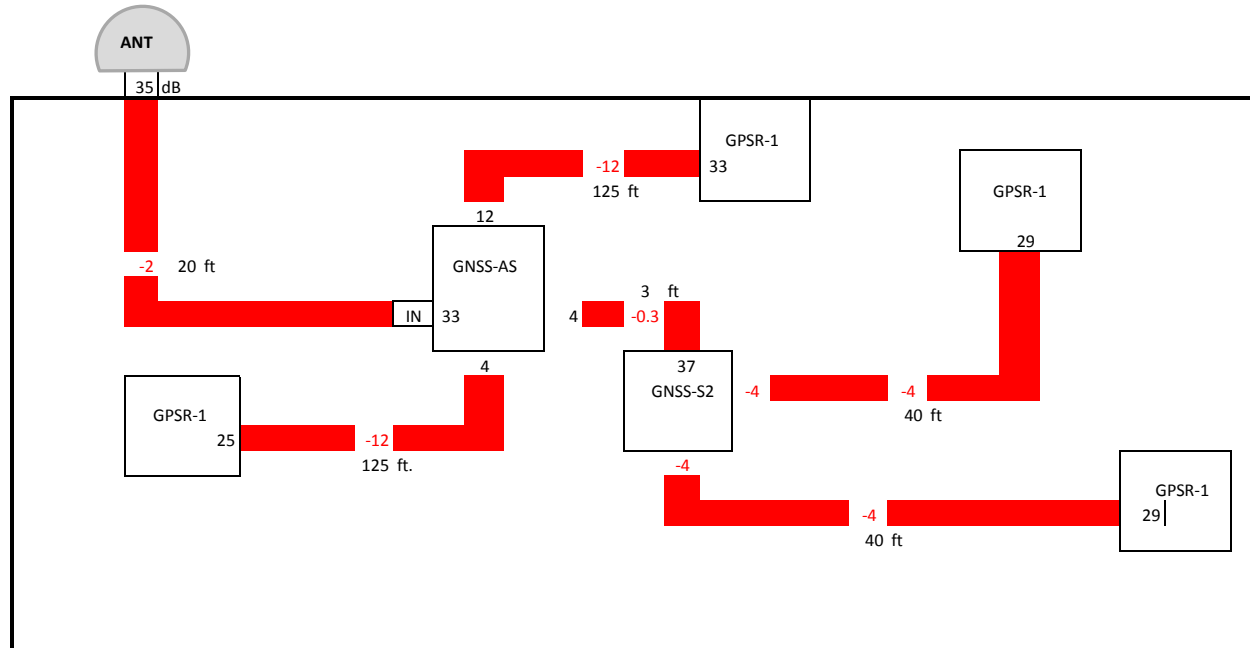 ANT
35 dB
GPSR-1
-12
33
125 ft
GPSR-1
12
29
-2 20 ft
GNSS-AS
3 ft
IN 33
4 -0.3
4
37
GNSS-S2
-4 -4
40 ft
GPSR-1
25 -12
125 ft.
-4
GPSR-1
-4 29
40 ft